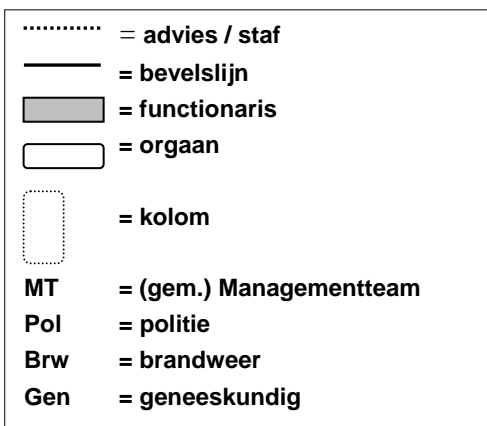 = advies / staf
= bevelslijn
= functionaris
= orgaan
= kolom
MT = (gem.) Managementteam
Pol = politie
Brw = brandweer
Gen = geneeskundig